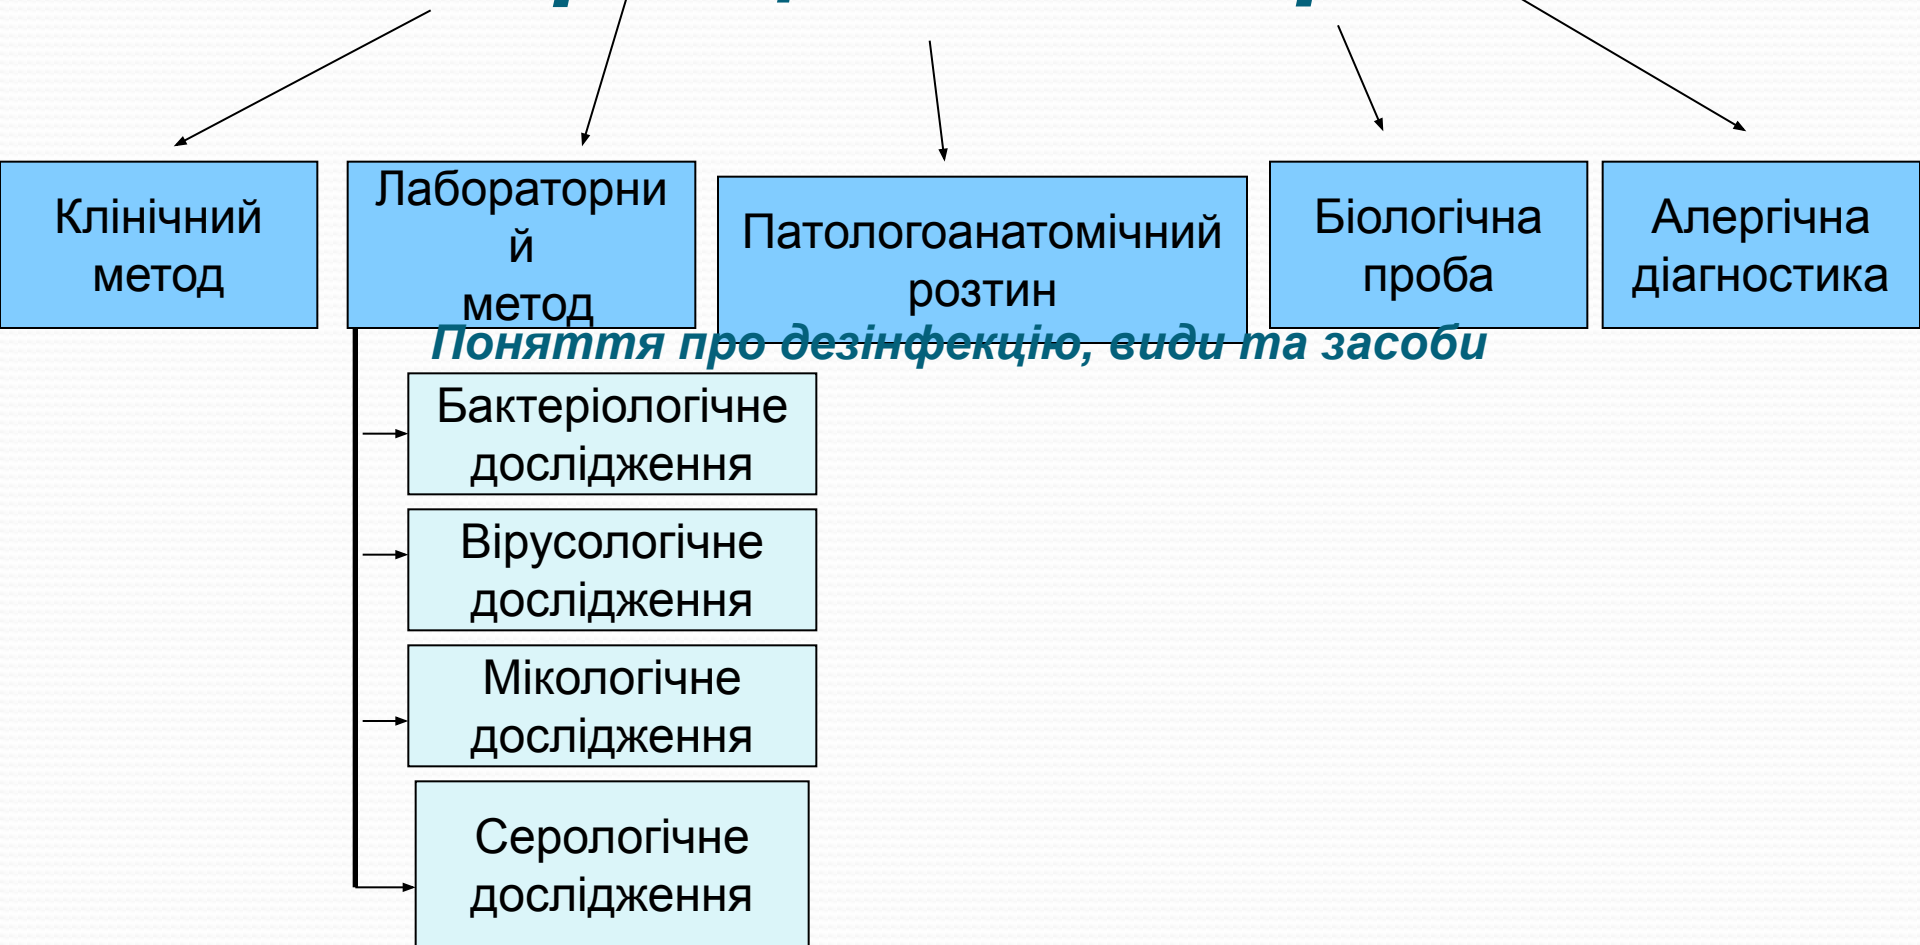 Клінічний
метод
Лабораторни
й
метод
Патологоанатомічний
розтин
Біологічна
проба
Алергічна
діагностика
Поняття про дезінфекцію, види та засоби
Бактеріологічне
дослідження
Вірусологічне
дослідження
Мікологічне
дослідження
Серологічне
дослідження